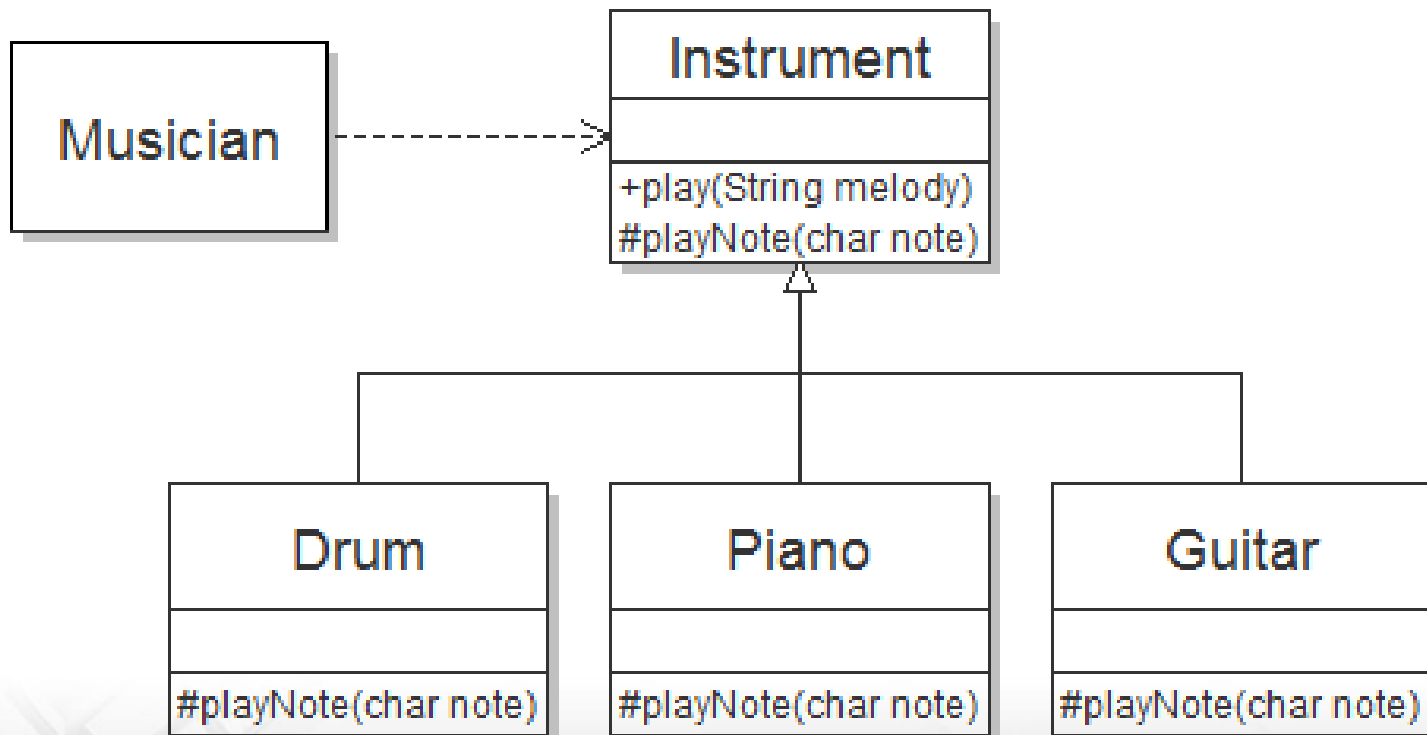 Musician
Instrument
+play(String melody)
#playNote(char note)
Drum
Piano
Guitar
#playNote(char note)
#playNote(char note)
#playNote(char note)